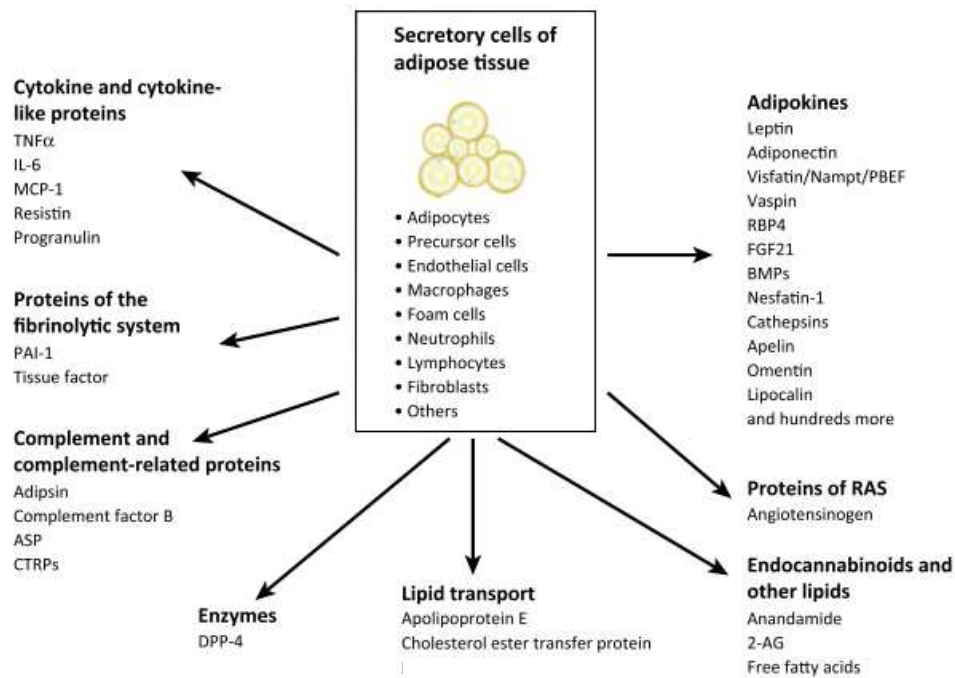 Secretory cells of
adipose tissue
• Adipocytes
• Precursor cells
• Endothelial cells
• Macrophages
• Foam cells
• Neutrophils
• Lymphocytes
• Fibroblasts
• Others
Cytokine and cytokine-
like proteins
TNFα
IL-6
MCP-1
Resistin
Progranulin
Proteins of the
fibrinolytic system
PAI-1
Tissue factor
Complement and
complement-related proteins
Adipsin
Complement factor B
ASP
CTRPs
Enzymes
DPP-4
Lipid transport
Apolipoprotein E
Cholesterol ester transfer protein
Adipokines
Leptin
Adiponectin
Visfatin/Nampt/PBEF
Vaspin
RBP4
FGF21
BMPs
Nesfatin-1
Cathepsins
Apelin
Omentin
Lipocalin
and hundreds more
Proteins of RAS
Angiotensinogen
Endocannabinoids and
other lipids
Anandamide
2-AG
Free fatty acids